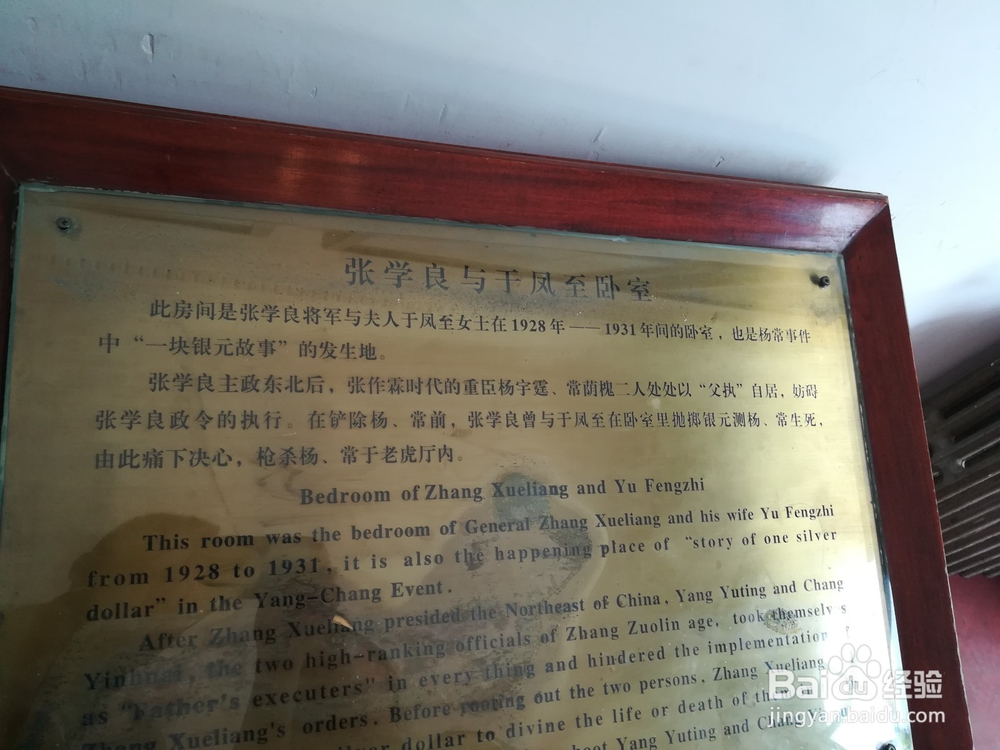 张学良与于凤至卧室
此房间是张学良将军与夫人于凤至女士在1928年——1931年间的卧室，也是杨常事件
中“一块银元故事”的发生地。
张学良主政东北后，张作霖时代的重臣杨宇霆、常荫槐二人处处以“父执”自居，妨碍
张学良政令的执行。在铲除杨、常前，张学良曾与于凤至在卧室里抛掷银元测杨、常生死，
由此痛下决心，枪杀杨、常于老虎厅内。
Bedroom of Zhang Xueliang and Yu Fengzhi
This room was the bedroom of General Zhang Xueliang and his wife Yu Fengzhi
from 1928 to 1931, it is also the happening place of "story of one silver
dollar" in the Yang-Chang Event.
After Zhang Xueliang presided the Northeast of China, Yang Yuting and Chang
Yinhuai, the two high-ranking officials of Zhang Zuolin age, took themselves
as "Father's executers" in every thing and hindered the implementation
Zhang Xueliang's orders. Before rooting out the two persons, Zhang Xueliang
dollar to divine the life or death of
Yang Yuting and Chang
Baidu 经验
jingyan.baidu.com